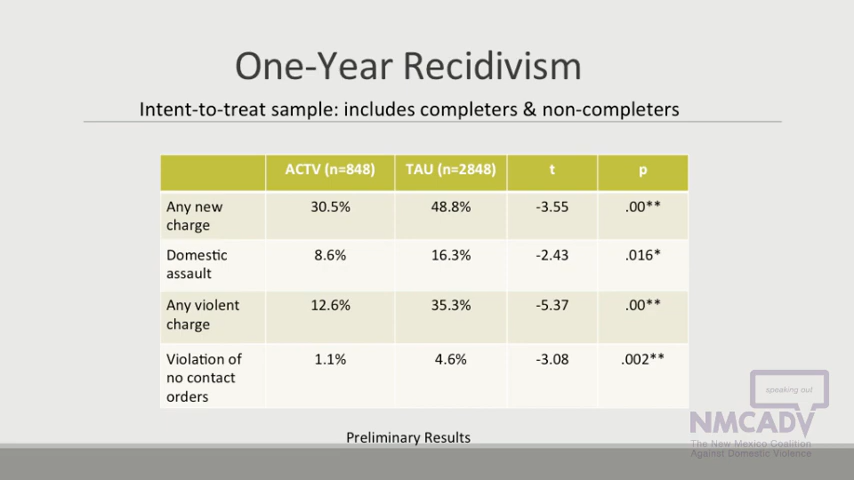 One-Year Recidivism
Intent-to-treat sample: includes completers & non-completers
ACTV (n=848) TAU (n=2848) t p
Any new charge 30.5% 48.8% -3.55 .00**
Domestic assault 8.6% 16.3% -2.43 .016*
Any violent charge 12.6% 35.3% -5.37 .00**
Violation of no contact orders 1.1% 4.6% -3.08 .002**
Preliminary Results
speaking out
NMCADV
The New Mexico Coalition
Against Domestic Violence